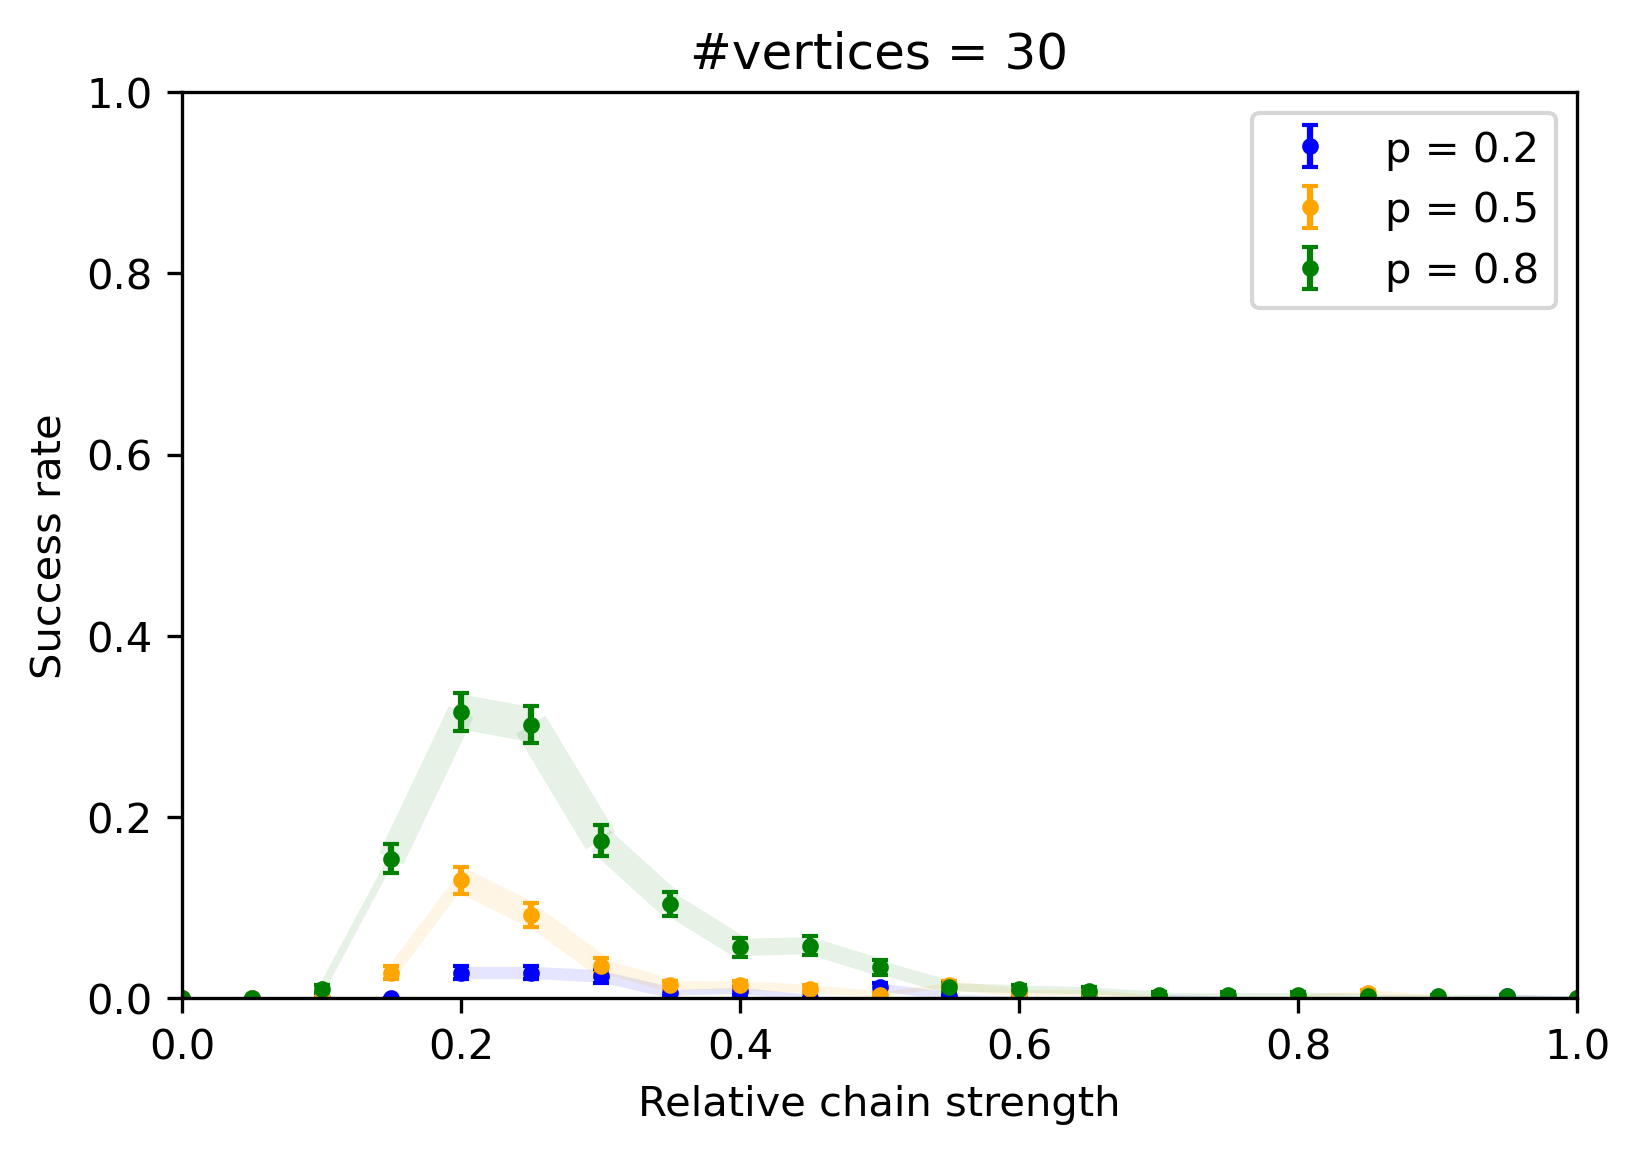 #vertices = 30
1.0
0.8
0.6
0.4
0.2
0.0
Success rate
p = 0.2
p = 0.5
p = 0.8
0.0 0.2 0.4 0.6 0.8 1.0
Relative chain strength